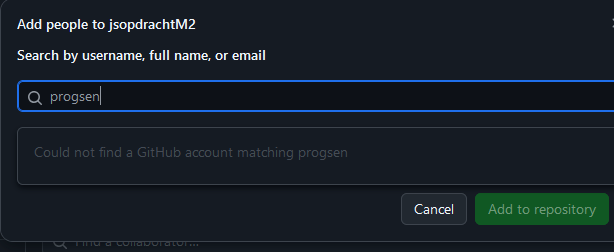 Add people to jsopdrachtM2
Search by username, full name, or email
progsen
Could not find a GitHub account matching progsen
Cancel
Add to repository
Find a collaborator...